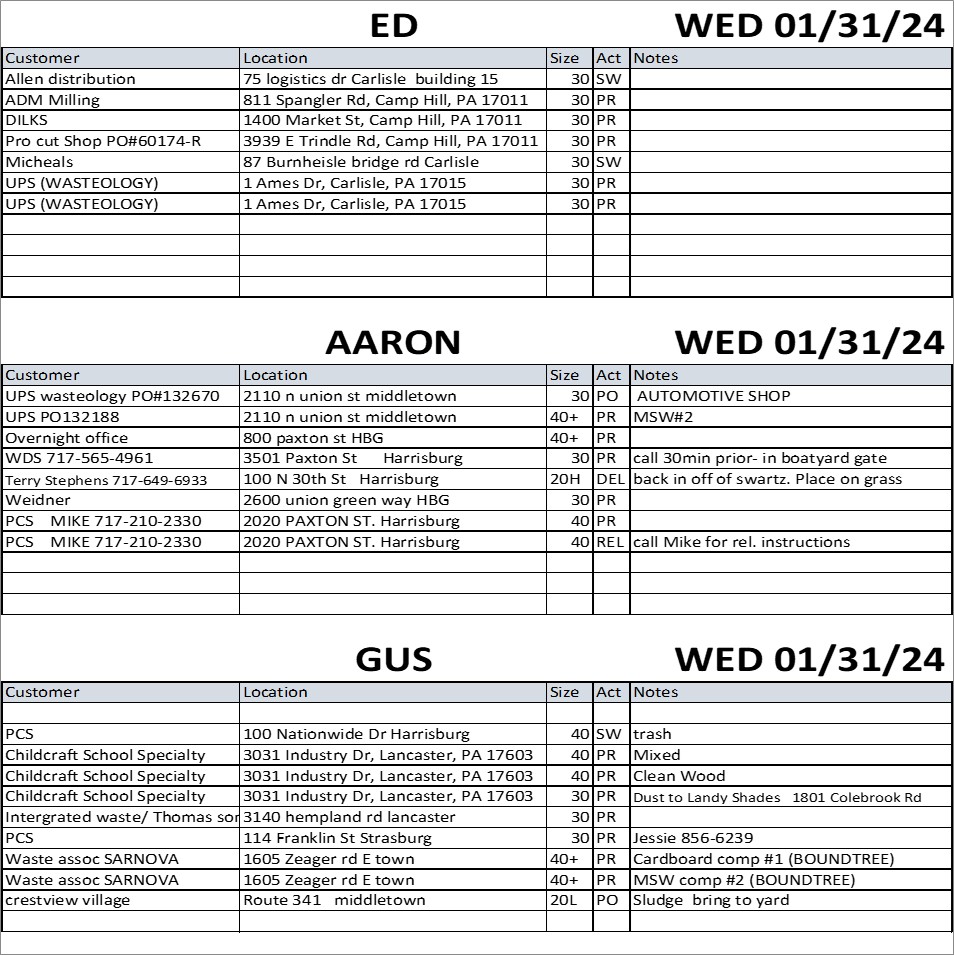 ED WED 01/31/24
Customer Location Size Act Notes
Allen distribution 75 logistics dr Carlisle building 15 30 SW
ADM Milling 811 Spangler Rd, Camp Hill, PA 17011 30 PR
DILKS 1400 Market St, Camp Hill, PA 17011 30 PR
Pro cut Shop PO#60174-R 3939 E Trindle Rd, Camp Hill, PA 17011 30 PR
Micheals 87 Burnheisle bridge rd Carlisle 30 SW
UPS (WASTEOLOGY) 1 Ames Dr, Carlisle, PA 17015 30 PR
UPS (WASTEOLOGY) 1 Ames Dr, Carlisle, PA 17015 30 PR
AARON WED 01/31/24
Customer Location Size Act Notes
UPS wasteology PO#132670 2110 n union st middletown 30 PO AUTOMOTIVE SHOP
UPS PO132188 2110 n union st middletown 40+ PR MSW#2
Overnight office 800 paxton st HBG 40+ PR
WDS 717-565-4961 3501 Paxton St Harrisburg 30 PR call 30min prior- in boatyard gate
Terry Stephens 717-649-6933 100 N 30th St Harrisburg 20H DEL back in off of swartz. Place on grass
Weidner 2600 union green way HBG 30 PR
PCS MIKE 717-210-2330 2020 PAXTON ST. Harrisburg 40 PR
PCS MIKE 717-210-2330 2020 PAXTON ST. Harrisburg 40 REL call Mike for rel. instructions
GUS WED 01/31/24
Customer Location Size Act Notes
PCS 100 Nationwide Dr Harrisburg 40 SW trash
Childcraft School Specialty 3031 Industry Dr, Lancaster, PA 17603 40 PR Mixed
Childcraft School Specialty 3031 Industry Dr, Lancaster, PA 17603 40 PR Clean Wood
Childcraft School Specialty 3031 Industry Dr, Lancaster, PA 17603 30 PR Dust to Landy Shades 1801 Colebrook Rd
Intergrated waste/ Thomas sor 3140 hempland rd lancaster 30 PR
PCS 114 Franklin St Strasburg 30 PR Jessie 856-6239
Waste assoc SARNOVA 1605 Zeager rd E town 40+ PR Cardboard comp #1 (BOUNDTREE)
Waste assoc SARNOVA 1605 Zeager rd E town 40+ PR MSW comp #2 (BOUNDTREE)
crestview village Route 341 middletown 20L PO Sludge bring to yard